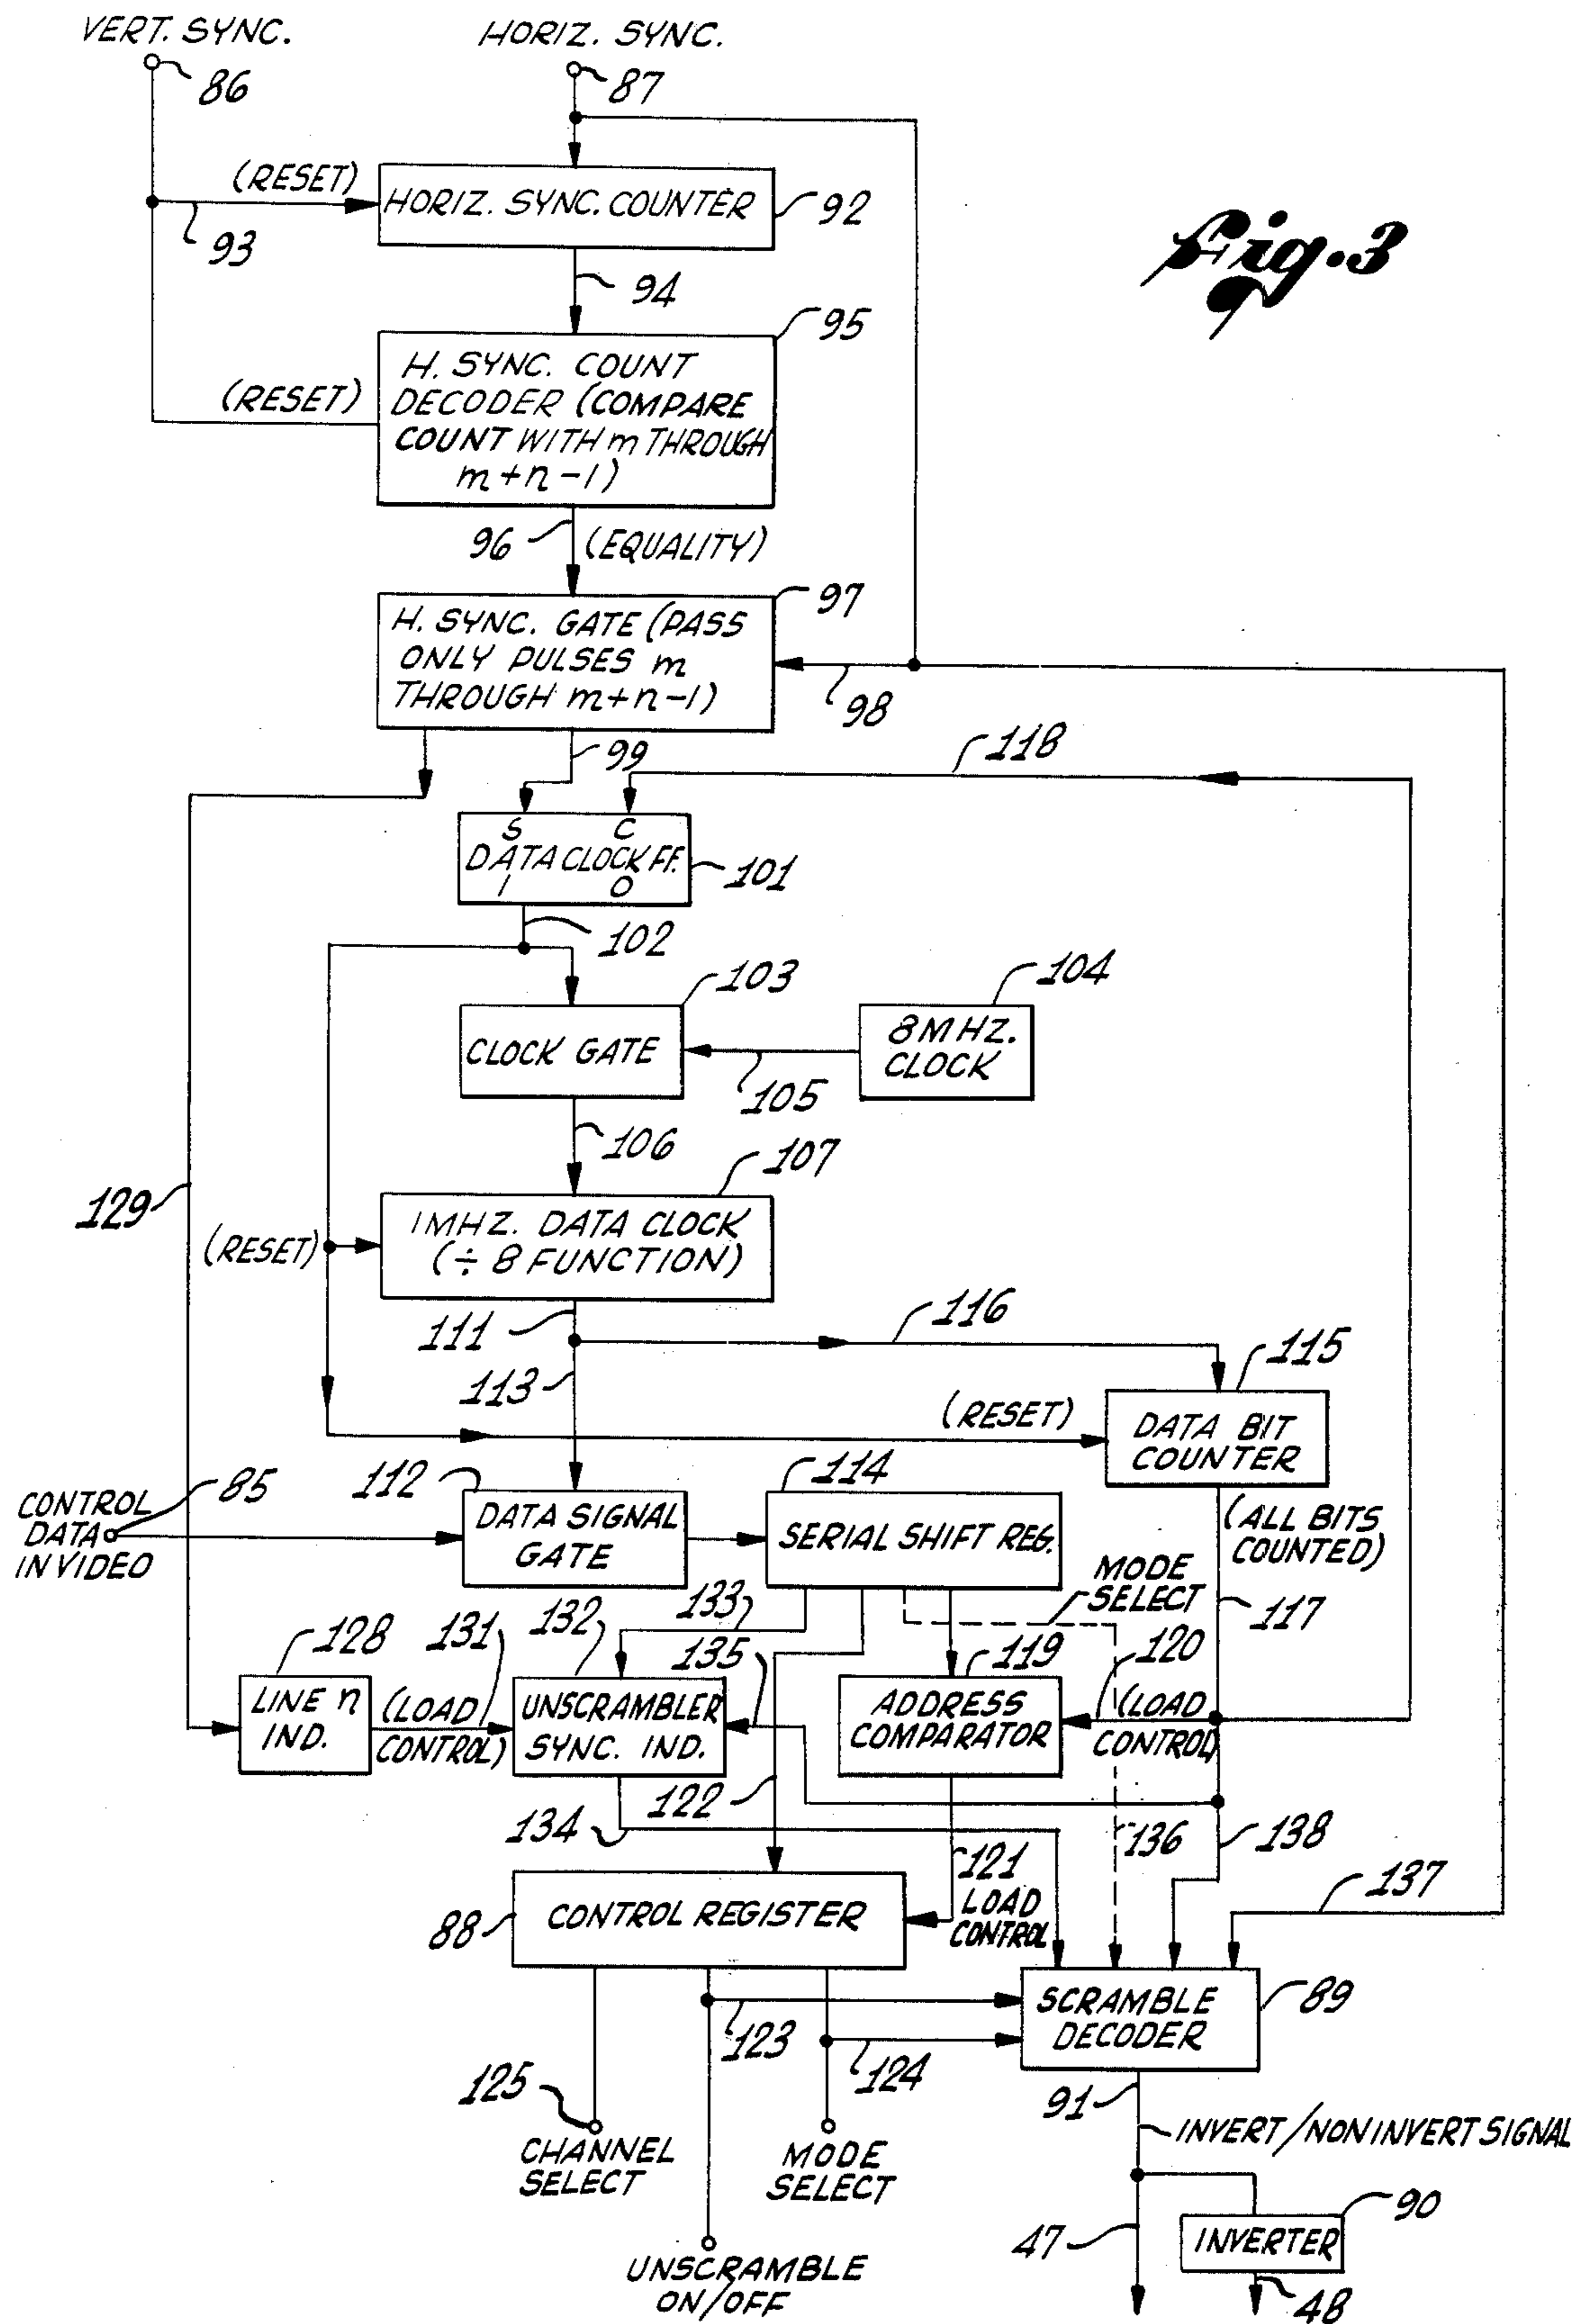 VERT. SYNC.
HORIZ. SYNC.
86
87
(RESET)
HORIZ. SYNC. COUNTER
92
93
94
Fig. 3
95
H. SYNC. COUNT
DECODER (COMPARE
COUNT WITH m THROUGH
m+n-1)
(RESET)
96
(EQUALITY)
97
H. SYNC. GATE (PASS
ONLY PULSES m
THROUGH m+n-1)
98
99
118
S C
DATA CLOCK FF.
1 0
101
102
103
104
CLOCK GATE
8 MHZ.
CLOCK
105
106
107
129
(RESET)
1 MHZ. DATA CLOCK
(÷ 8 FUNCTION)
111
116
113
115
(RESET)
DATA BIT
COUNTER
112
114
85
CONTROL
DATA
IN VIDEO
DATA SIGNAL
GATE
SERIAL SHIFT REG.
(ALL BITS
COUNTED)
MODE
SELECT
117
133
128
131
132
135
119
120
LINE n
IND.
(LOAD
CONTROL)
UNSCRAMBLER
SYNC. IND.
ADDRESS
COMPARATOR
(LOAD
CONTROL)
122
134
121
136
138
137
88
CONTROL REGISTER
LOAD
CONTROL
SCRAMBLE
DECODER
89
123
124
125
91
CHANNEL
SELECT
MODE
SELECT
INVERT/NON INVERT SIGNAL
90
47
INVERTER
UNSCRAMBLE
ON/OFF
48